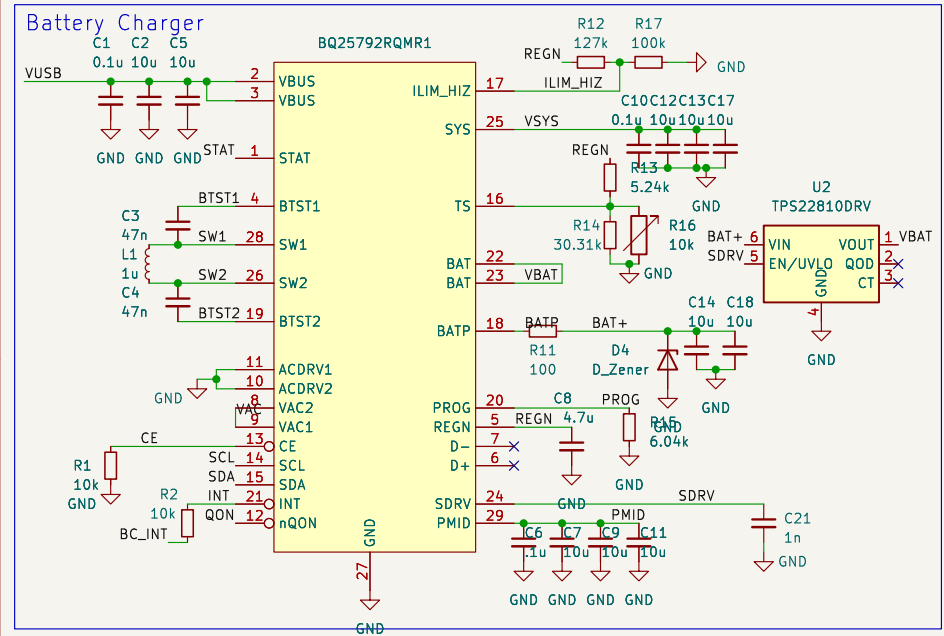 Battery Charger
C1
0.1u
C2
10u
C5
10u
VUSB
GND
GND
GND
BQ25792RQMR1
2
VBUS
3
VBUS
STAT
1
STAT
BTST1
4
BTST1
C3
47n
SW1
28
SW1
L1
1u
SW2
26
SW2
C4
47n
BTST2
19
BTST2
11
ACDRV1
10
ACDRV2
GND
VAC
8
VAC2
9
VAC1
CE
13
CE
SCL
14
SCL
SDA
15
SDA
INT
21
INT
QON
12
nQON
R1
10k
GND
R2
10k
BC_INT
GND
27
GND
ILIM_HIZ
17
ILIM_HIZ
REGN
R12
127k
R17
100k
GND
SYS
25
VSYS
C10
0.1u
C12
10u
C13
10u
C17
10u
GND
REGN
R13
5.24k
TS
16
R14
30.31k
R16
10k
GND
BAT
22
BAT
23
VBAT
BATP
18
BATP
R11
100
BAT+
D4
D_Zener
GND
C14
10u
C18
10u
GND
PROG
20
PROG
R15
6.04k
GND
REGN
5
REGN
C8
4.7u
GND
D-
7
D+
6
SDRV
24
SDRV
C21
1n
GND
PMID
29
PMID
C6
.1u
C7
10u
C9
10u
C11
10u
GND
GND
GND
GND
U2
TPS22810DRV
BAT+
6
VIN
SDRV
5
EN/UVLO
VOUT
1
VBAT
QOD
2
CT
3
GND
4
GND